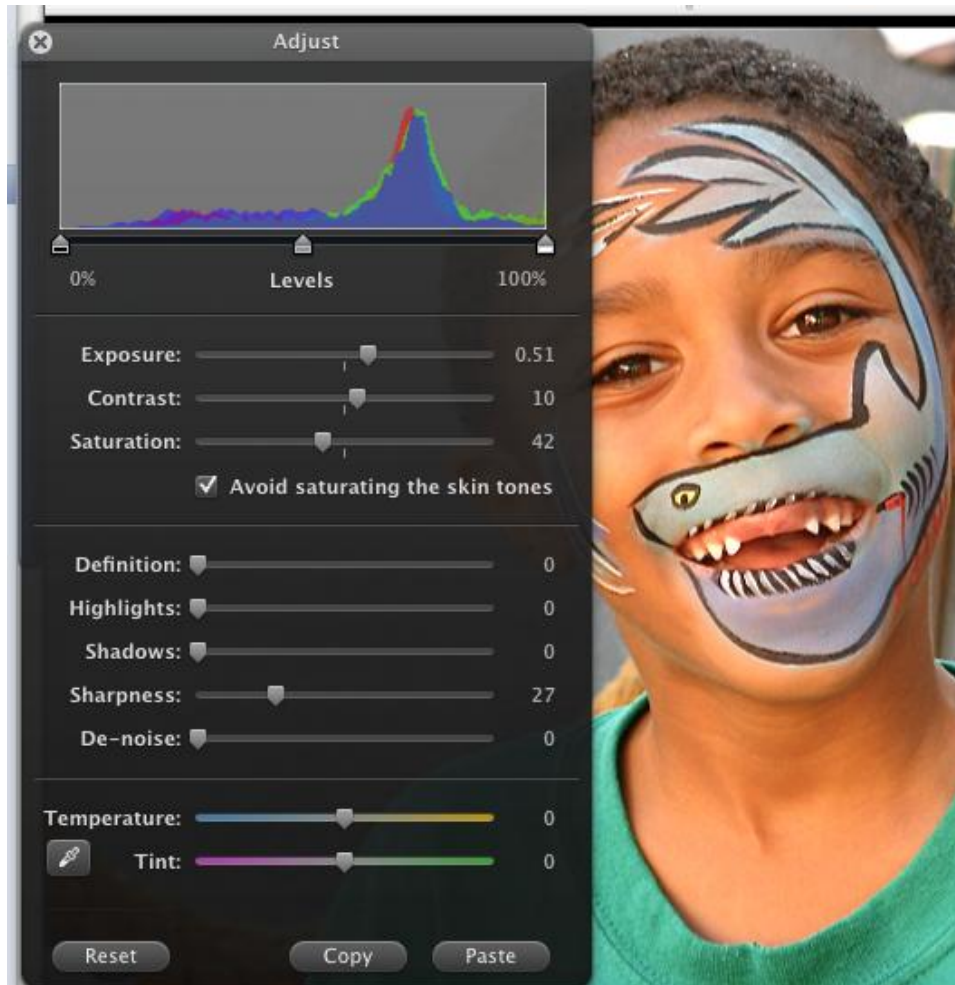 Adjust
0% Levels 100%
Exposure: 0.51
Contrast: 10
Saturation: 42
Avoid saturating the skin tones
Definition: 0
Highlights: 0
Shadows: 0
Sharpness: 27
De-noise: 0
Temperature: 0
Tint: 0
Reset Copy Paste